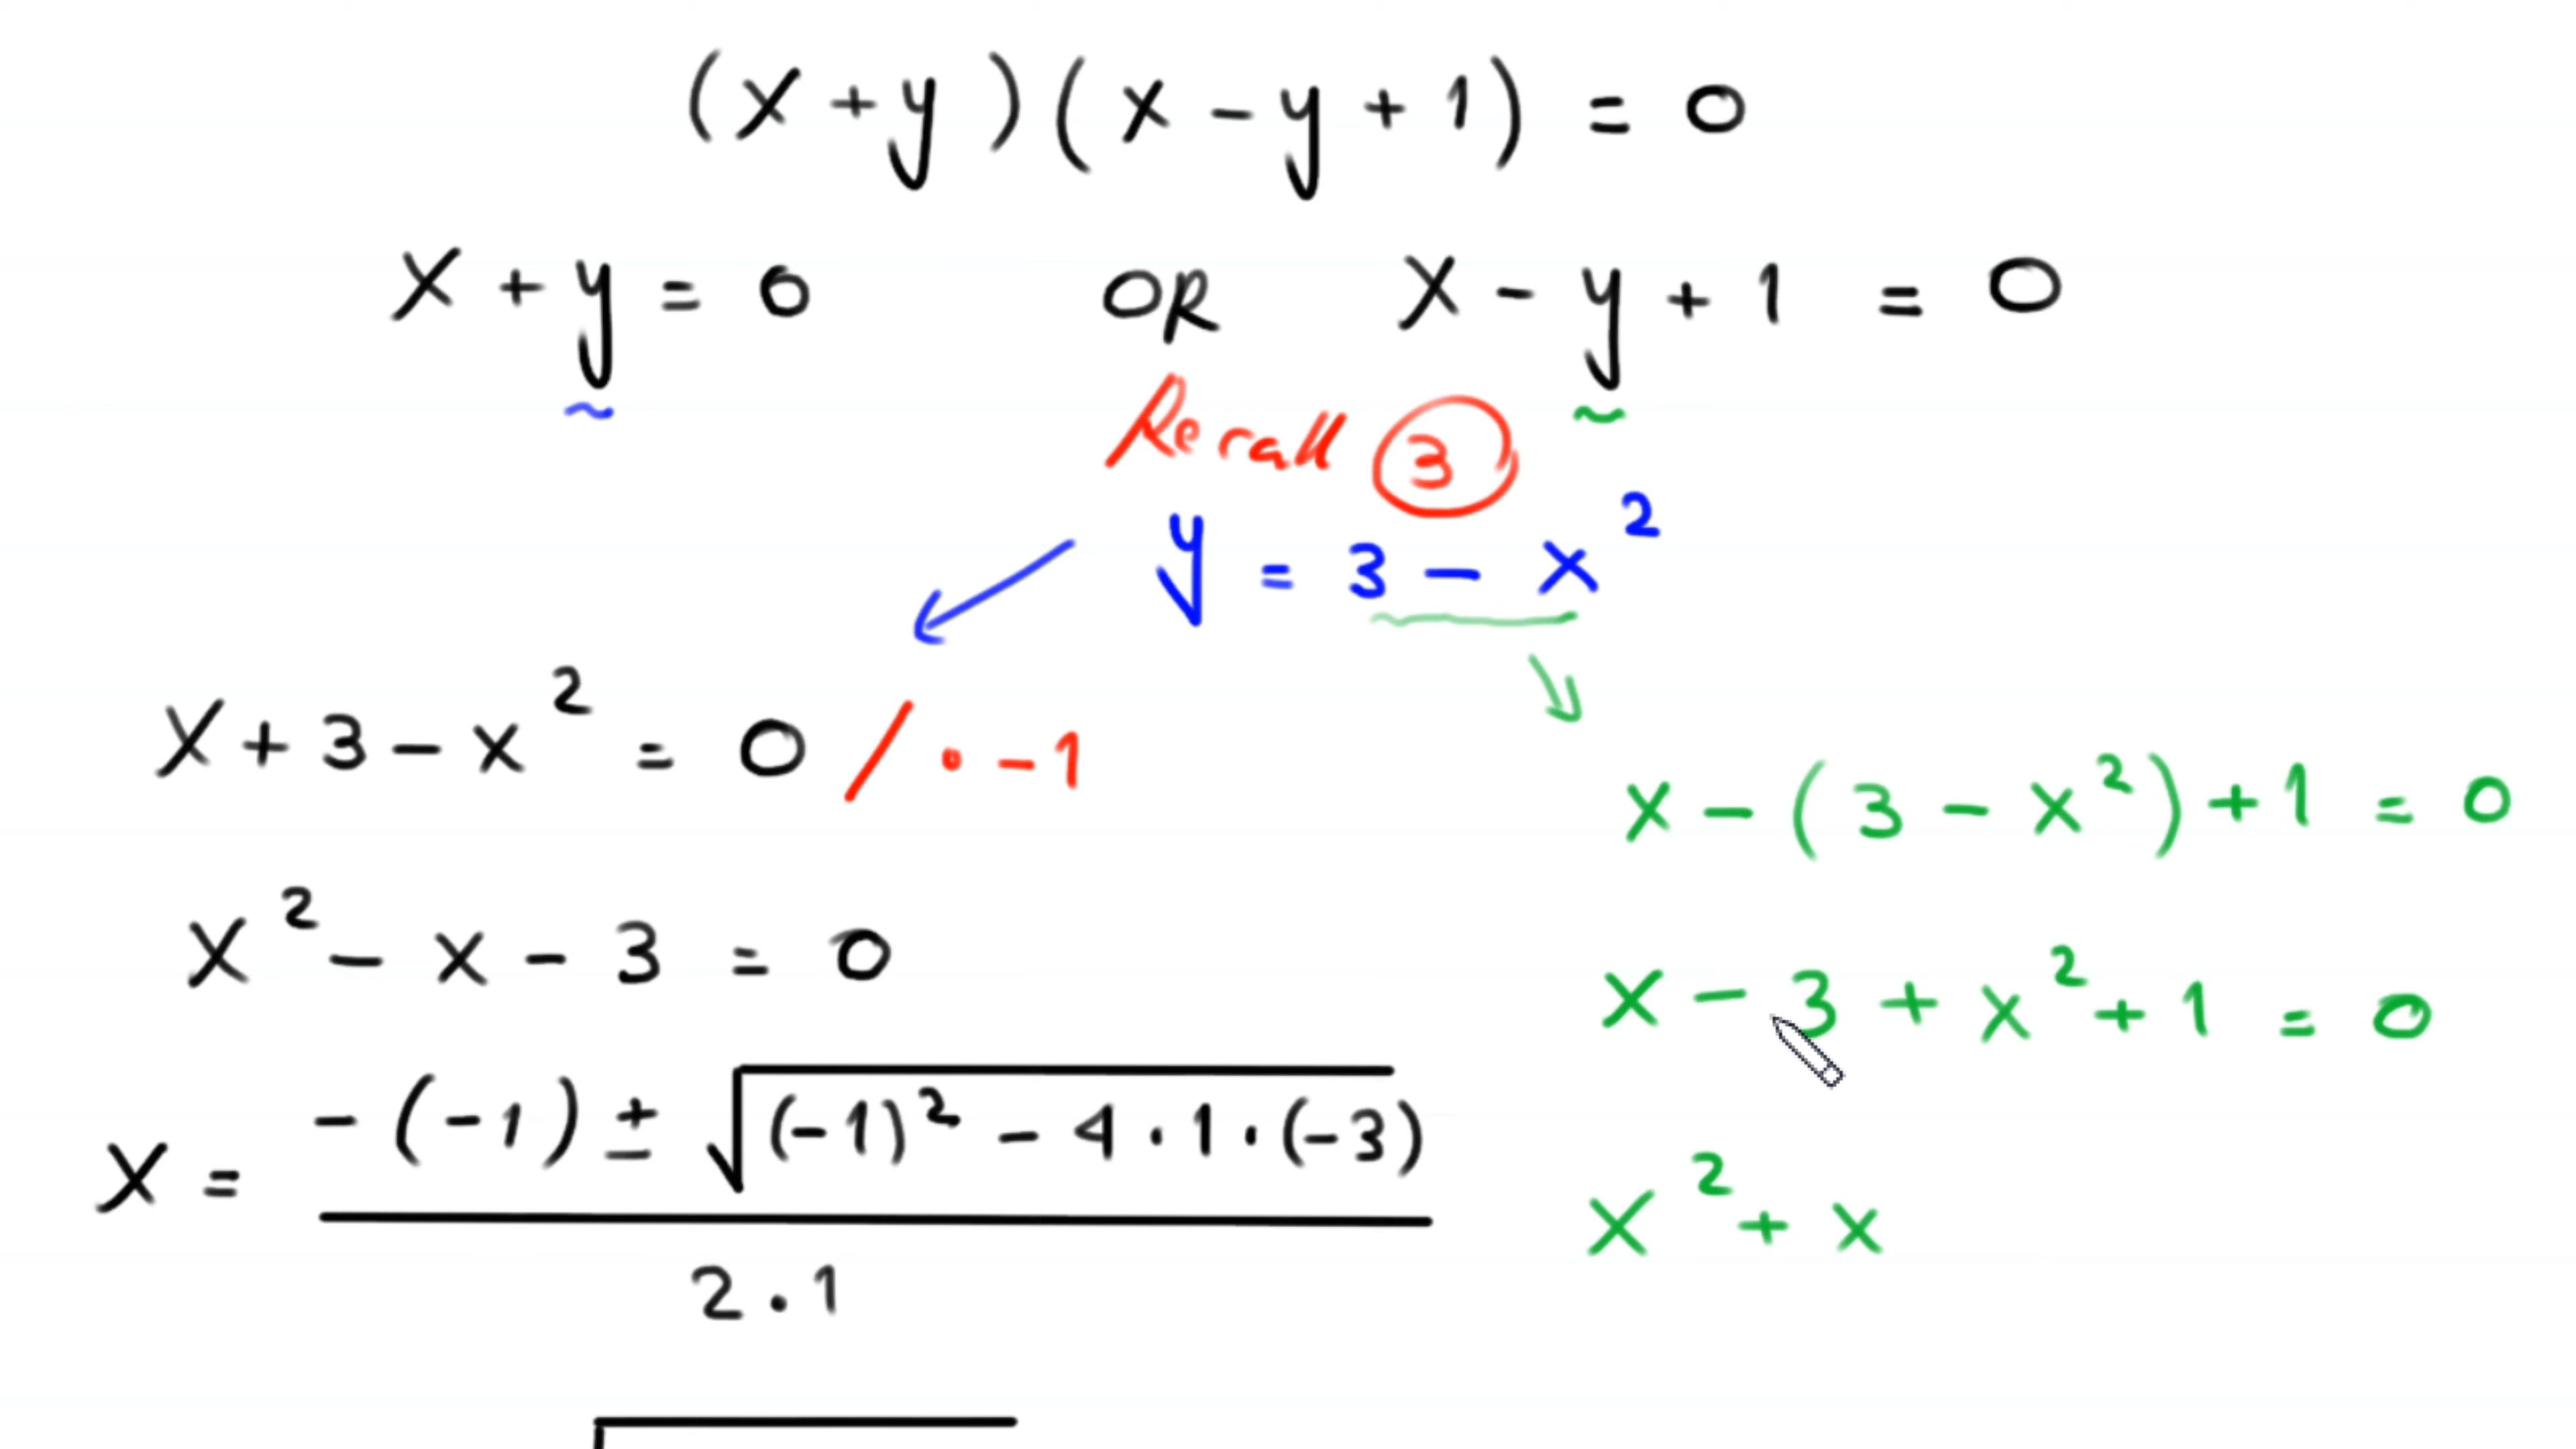 (x + y)(x - y + 1) = 0
x + y = 0 OR x - y + 1 = 0
Recall 3
y = 3 - x²
x + 3 - x² = 0 / · -1
x - (3 - x²) + 1 = 0
x² - x - 3 = 0
x - 3 + x² + 1 = 0
x = -(-1) ± √(-1)² - 4 · 1 · (-3)
2 · 1
x² + x